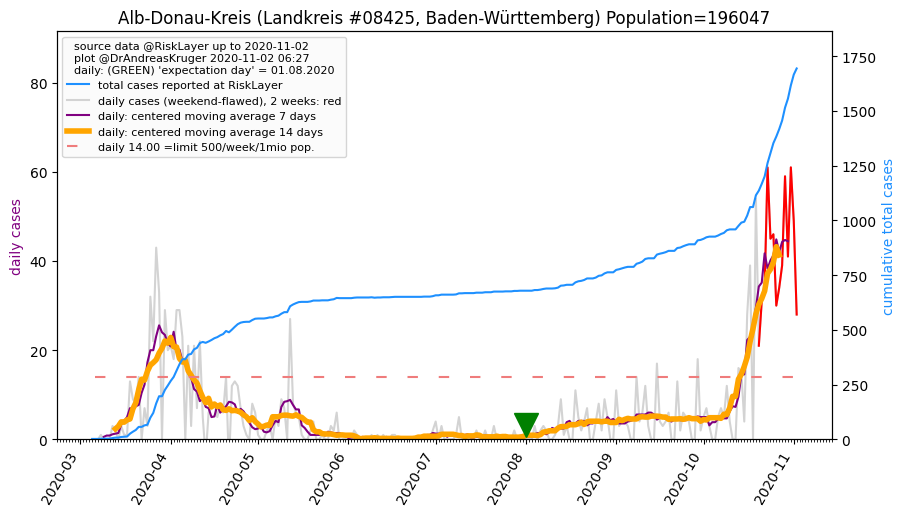 Alb-Donau-Kreis (Landkreis #08425, Baden-Württemberg) Population=196047
source data @RiskLayer up to 2020-11-02
plot @DrAndreasKruger 2020-11-02 06:27
daily: (GREEN) 'expectation day' = 01.08.2020
total cases reported at RiskLayer
daily cases (weekend-flawed), 2 weeks: red
daily: centered moving average 7 days
daily: centered moving average 14 days
daily 14.00 =limit 500/week/1mio pop.
daily cases
80
60
40
20
0
cumulative total cases
1750
1500
1250
1000
750
500
250
0
2020-03
2020-04
2020-05
2020-06
2020-07
2020-08
2020-09
2020-10
2020-11